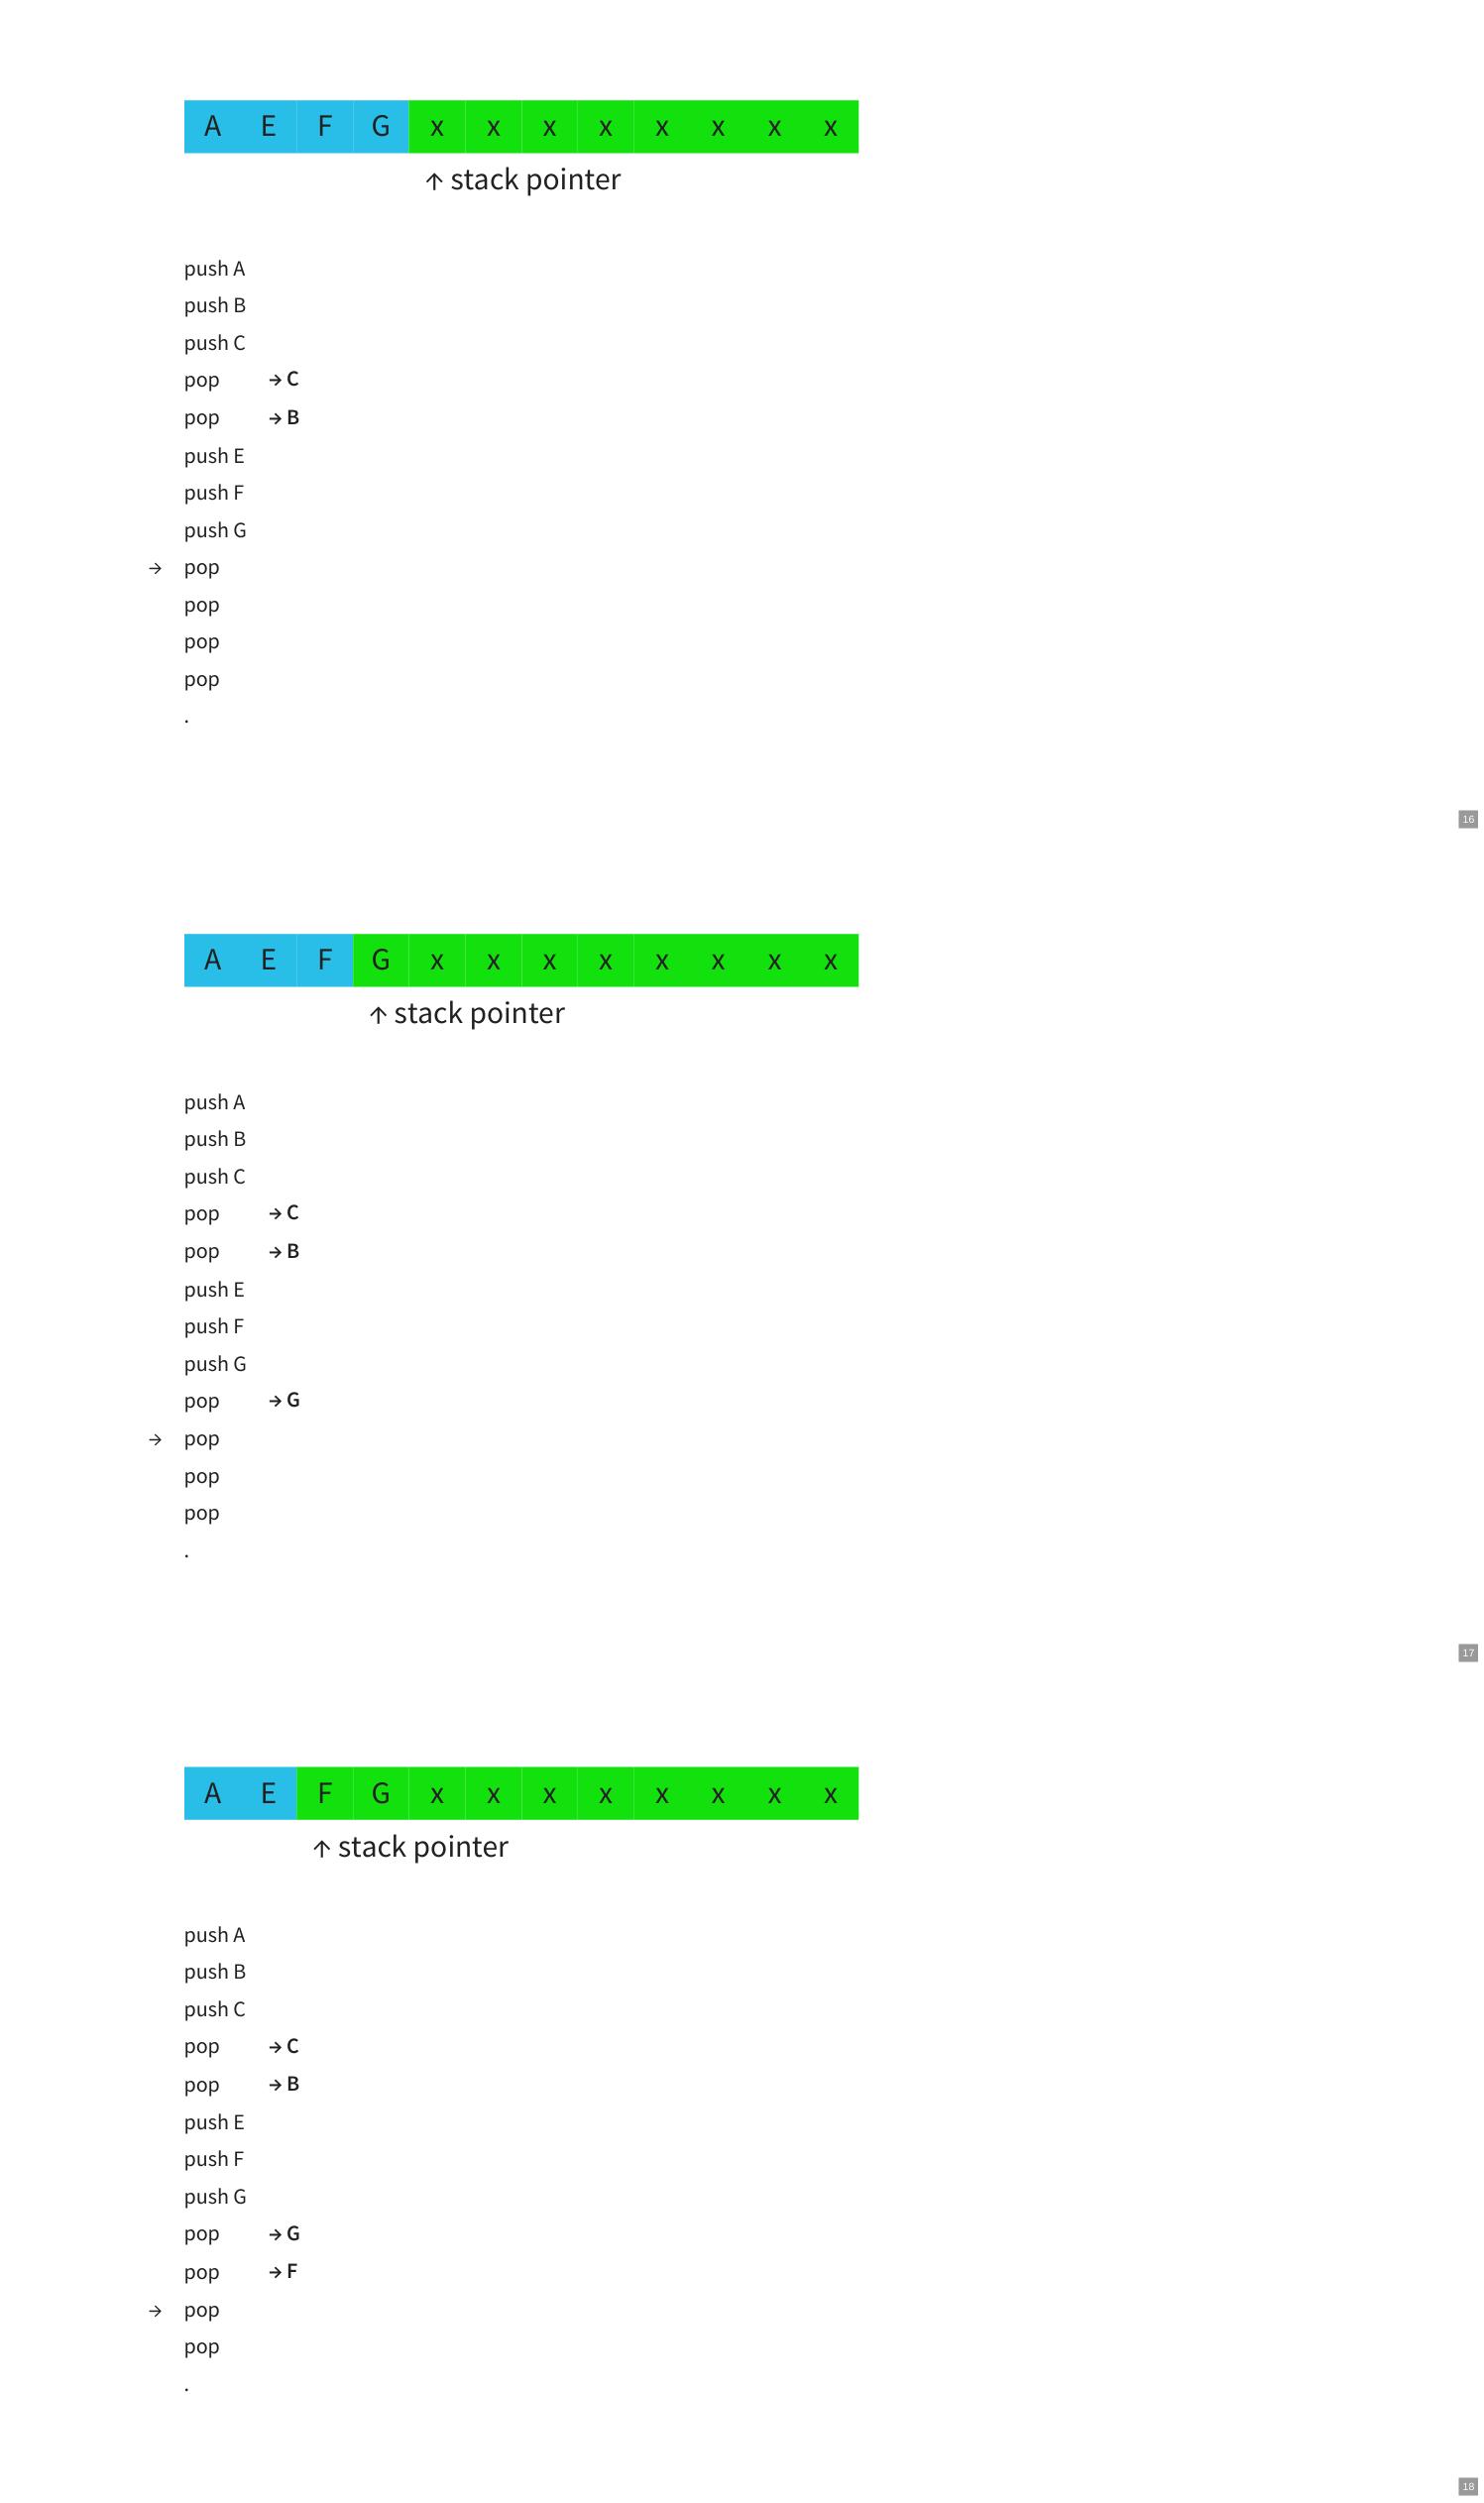 A E F G x x x x x x x x
↑ stack pointer
push A
push B
push C
pop → C
pop → B
push E
push F
push G
→ pop
pop
pop
pop
.
16
A E F G x x x x x x x x
↑ stack pointer
push A
push B
push C
pop → C
pop → B
push E
push F
push G
pop → G
→ pop
pop
pop
.
17
A E F G x x x x x x x x
↑ stack pointer
push A
push B
push C
pop → C
pop → B
push E
push F
push G
pop → G
pop → F
→ pop
pop
.
18